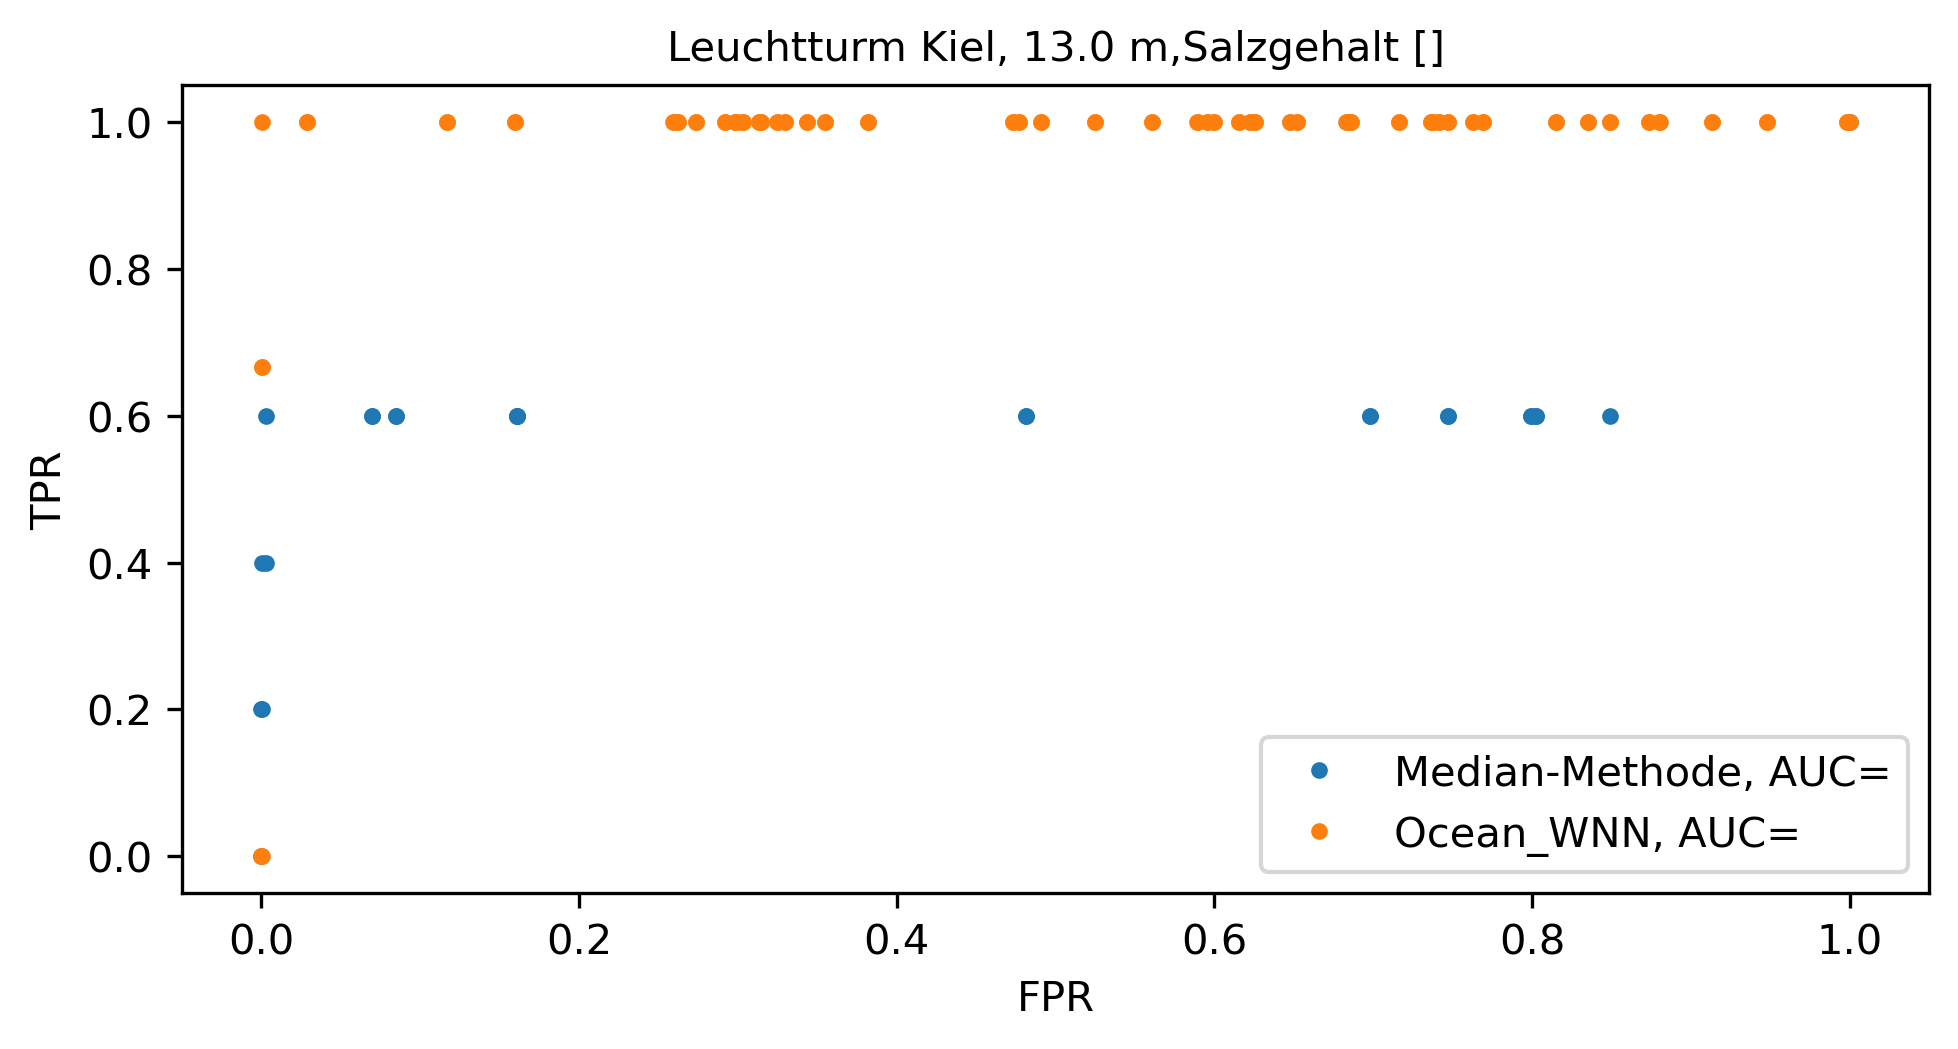 Leuchtturm Kiel, 13.0 m,Salzgehalt []
1.0
0.8
0.6
0.4
0.2
0.0
TPR
Median-Methode, AUC=
Ocean_WNN, AUC=
0.0 0.2 0.4 0.6 0.8 1.0
FPR